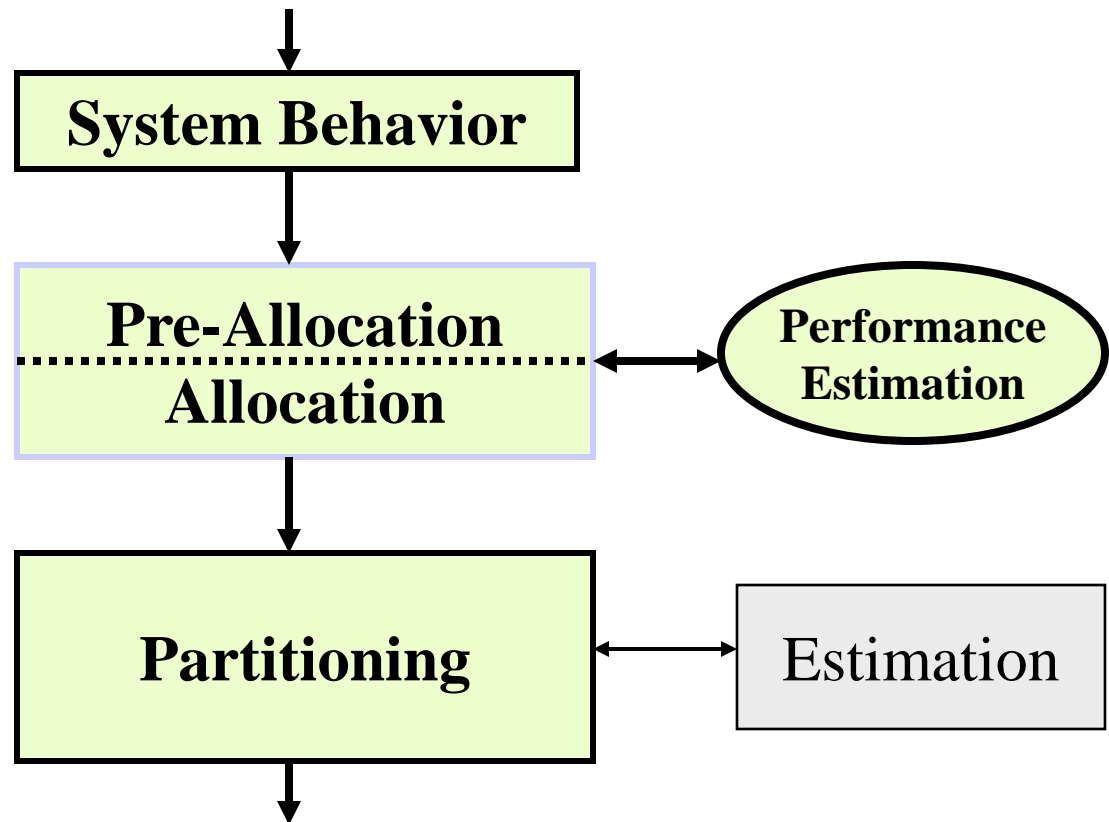 System Behavior
Pre-Allocation
Allocation
Performance
Estimation
Partitioning
Estimation